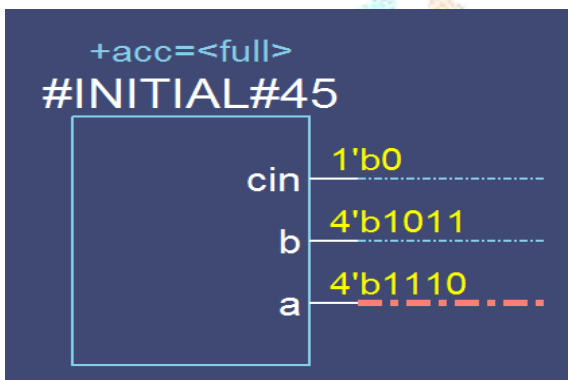 +acc=<full>
#INITIAL#45
cin 1'b0
b 4'b1011
a 4'b1110